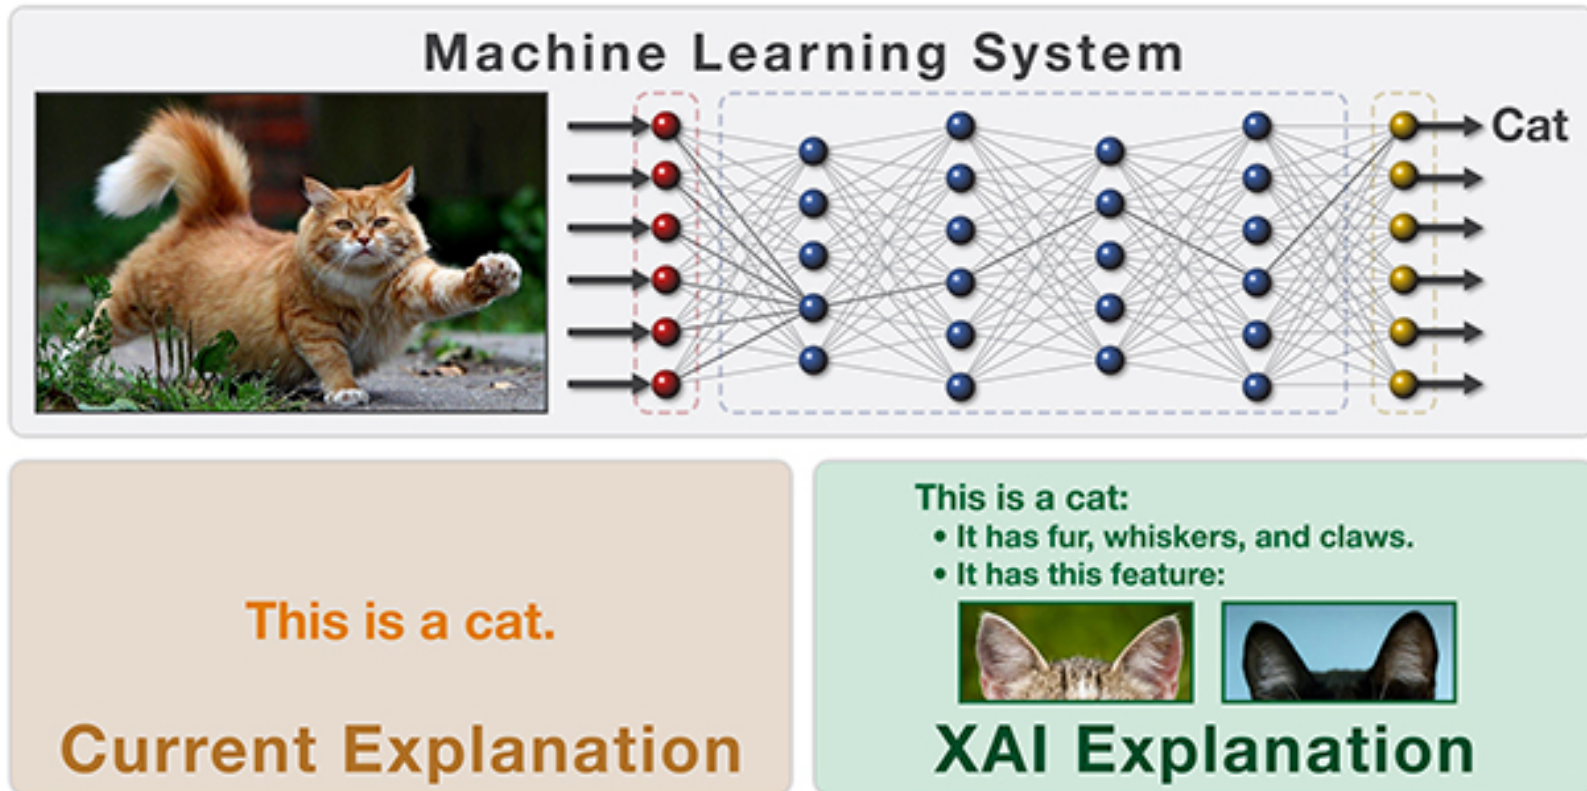 Machine Learning System
Cat
This is a cat.
Current Explanation
This is a cat:
• It has fur, whiskers, and claws.
• It has this feature:
XAI Explanation